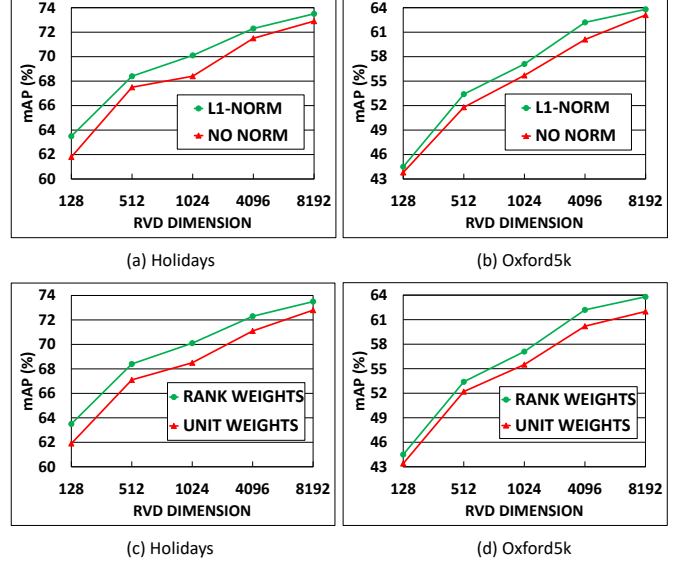 74
72
70
68
66
64
62
60
mAP (%)
L1-NORM
NO NORM
128 512 1024 4096 8192
RVD DIMENSION
(a) Holidays
64
61
58
55
52
49
46
43
mAP (%)
L1-NORM
NO NORM
128 512 1024 4096 8192
RVD DIMENSION
(b) Oxford5k
74
72
70
68
66
64
62
60
mAP (%)
RANK WEIGHTS
UNIT WEIGHTS
128 512 1024 4096 8192
RVD DIMENSION
(c) Holidays
64
61
58
55
52
49
46
43
mAP (%)
RANK WEIGHTS
UNIT WEIGHTS
128 512 1024 4096 8192
RVD DIMENSION
(d) Oxford5k